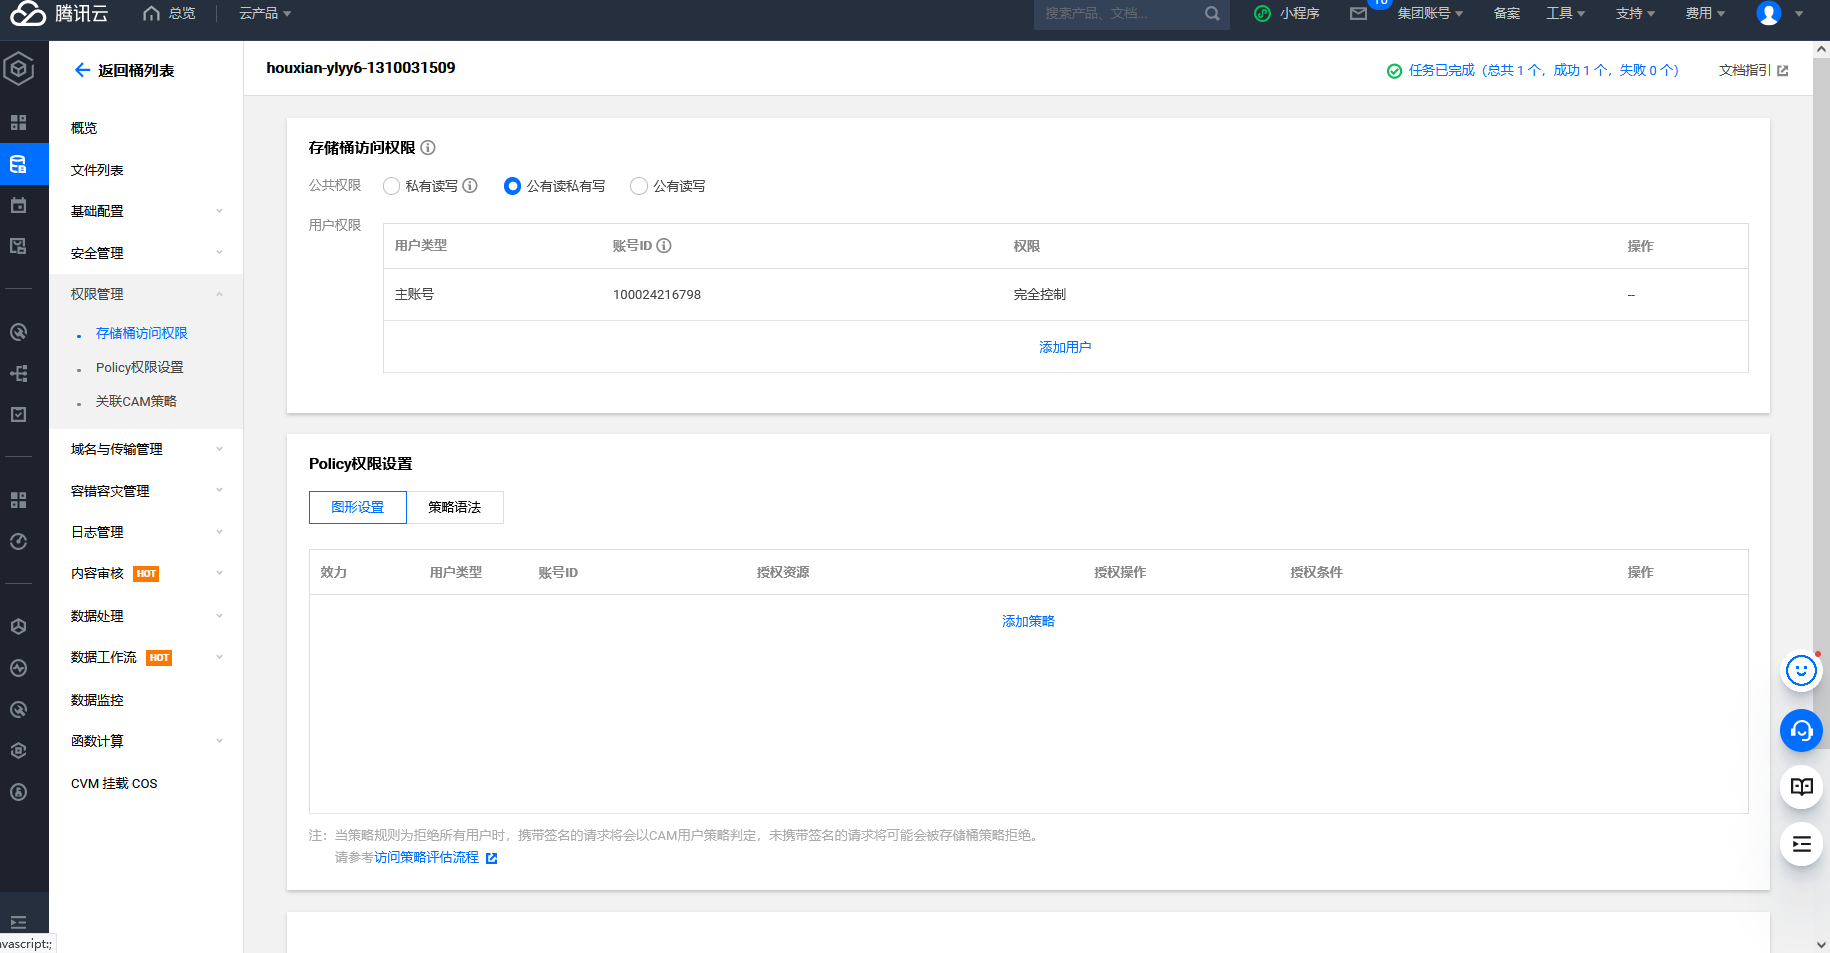 腾讯云 总览 云产品 搜索产品、文档... 小程序 10 集团账号 备案 工具 支持 费用
返回桶列表
概览
文件列表
基础配置
安全管理
权限管理
存储桶访问权限
Policy权限设置
关联CAM策略
域名与传输管理
容错容灾管理
日志管理
内容审核 HOT
数据处理
数据工作流 HOT
数据监控
函数计算
CVM 挂载 COS
avascript:;
houxian-ylyy6-1310031509
任务已完成（总共 1 个，成功 1 个，失败 0 个） 文档指引
存储桶访问权限
公共权限 私有读写 公有读私有写 公有读写
用户权限
用户类型 账号ID 权限 操作
主账号 100024216798 完全控制 --
添加用户
Policy权限设置
图形设置 策略语法
效力 用户类型 账号ID 授权资源 授权操作 授权条件 操作
添加策略
注：当策略规则为拒绝所有用户时，携带签名的请求将会以CAM用户策略判定，未携带签名的请求将可能会被存储桶策略拒绝。
请参考访问策略评估流程